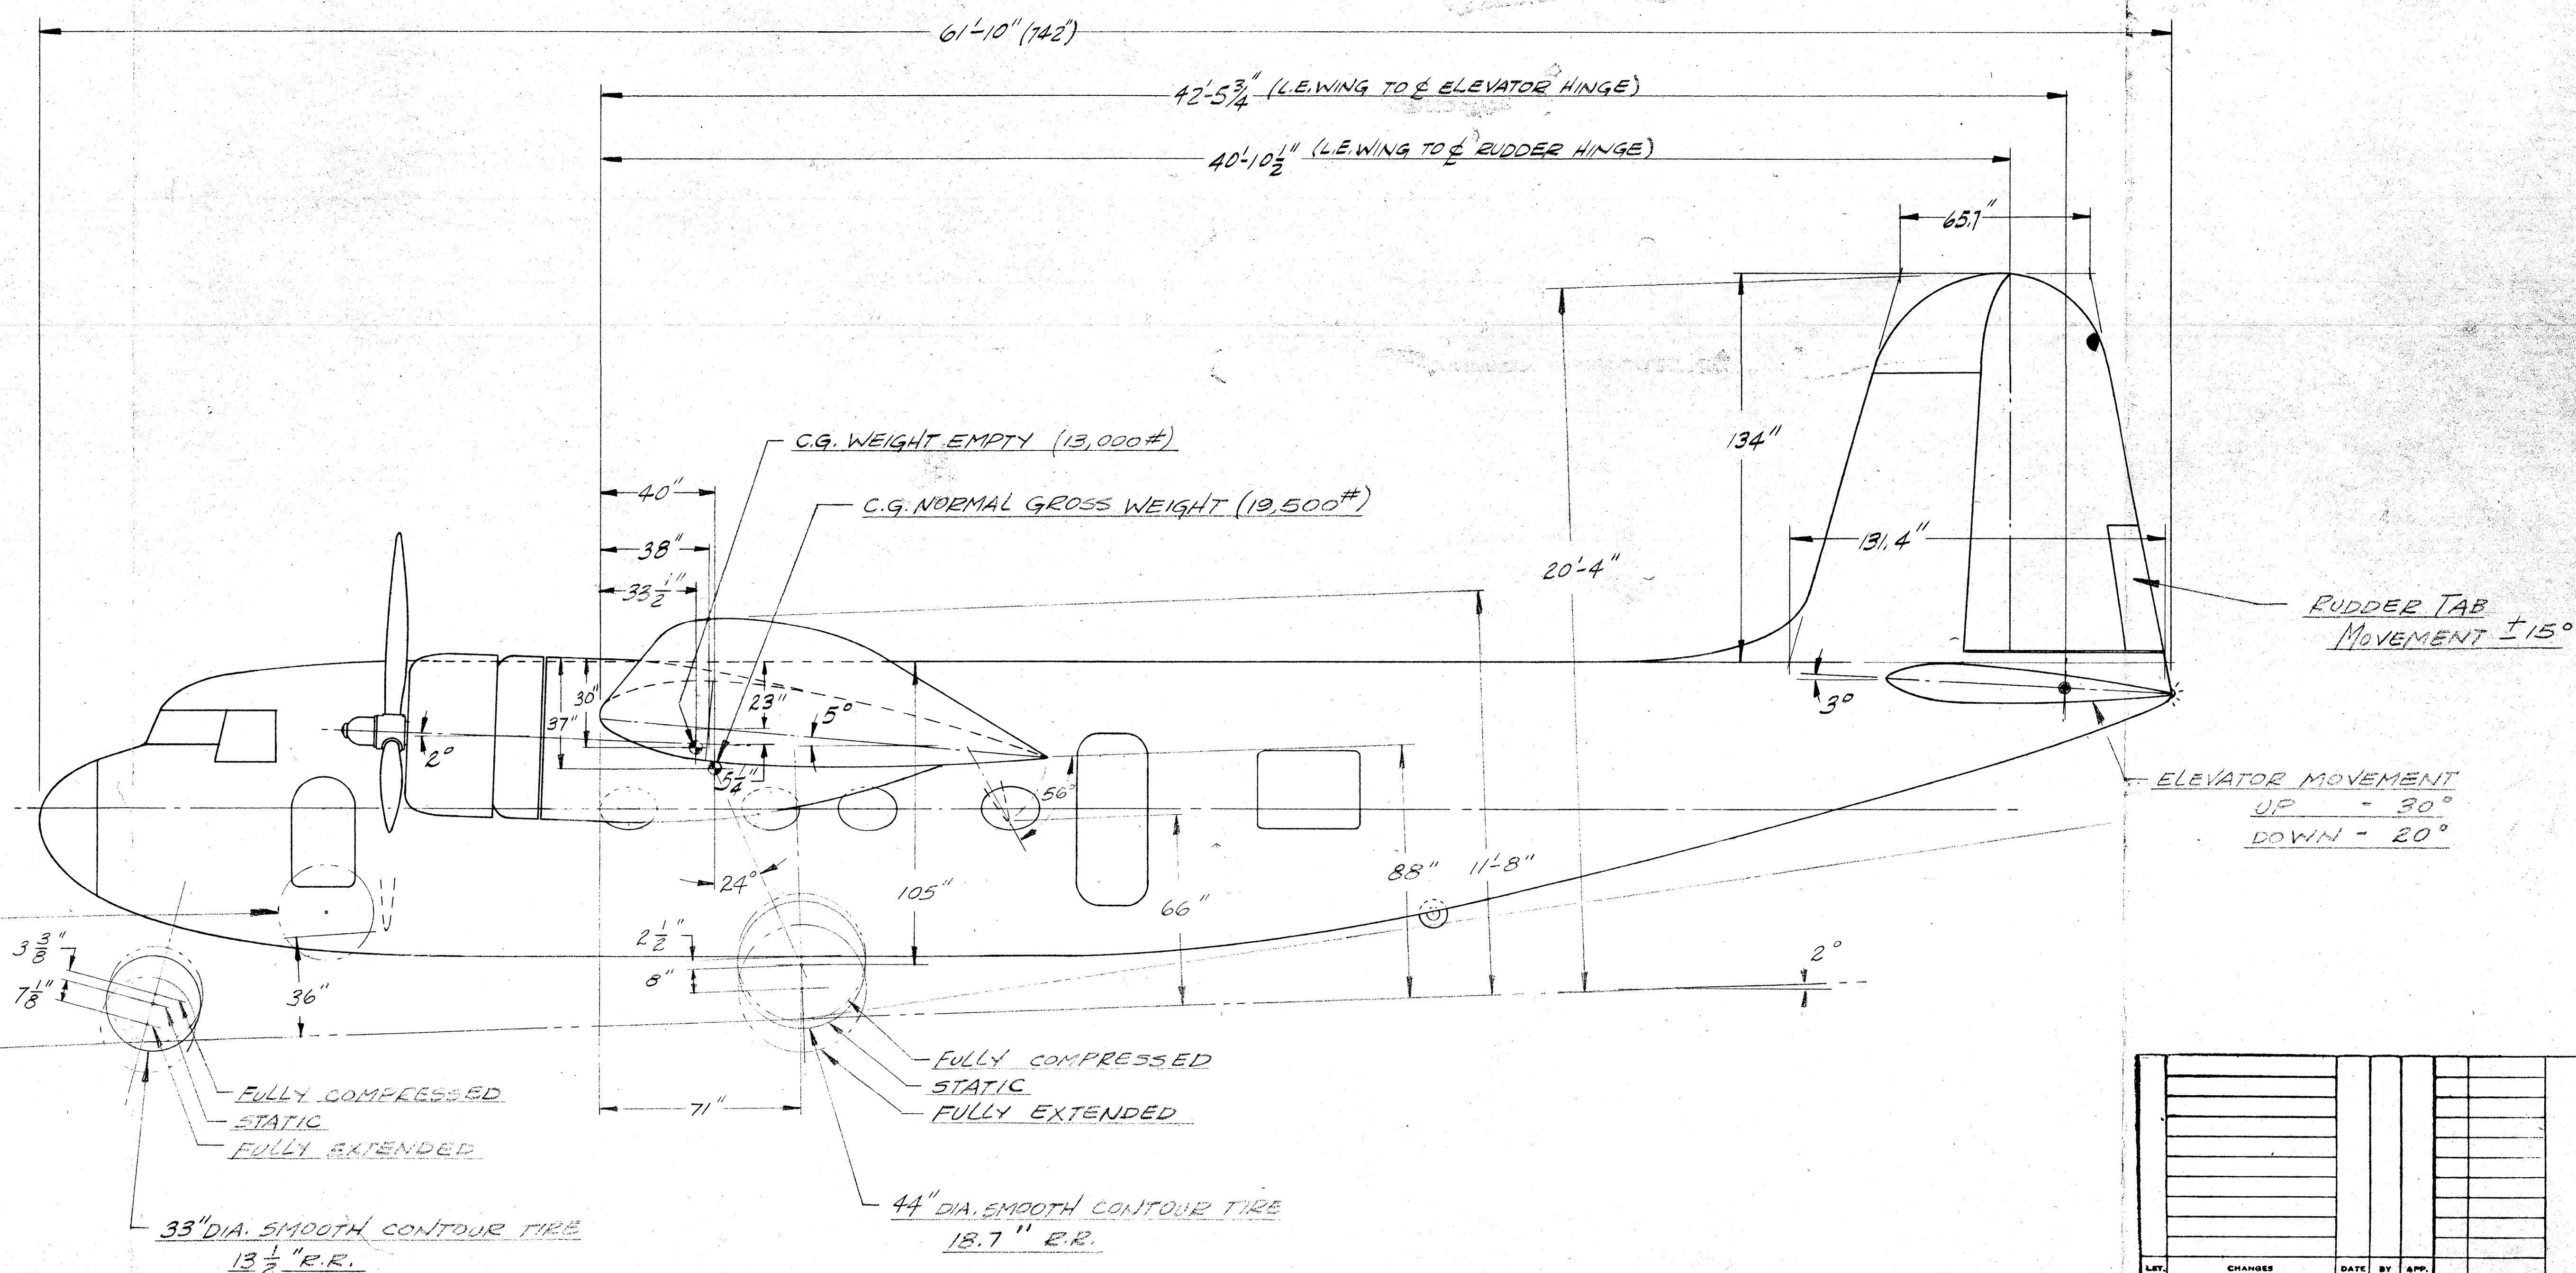 61'-10" (742")
42'-5 3/4" (L.E. WING TO ℄ ELEVATOR HINGE)
40'-10 1/2" (L.E. WING TO ℄ RUDDER HINGE)
65.7"
C.G. WEIGHT EMPTY (13,000#)
134"
40"
C.G. NORMAL GROSS WEIGHT (19,500#)
38"
131.4"
33 1/2"
20'-4"
RUDDER TAB
MOVEMENT ±15°
30"
23"
3°
37"
5°
2°
5 1/4"
56°
ELEVATOR MOVEMENT
UP - 30°
DOWN - 20°
24°
105"
88"
11'-8"
66"
2 1/2"
3 3/8"
8"
2°
7 1/8"
36"
FULLY COMPRESSED
STATIC
FULLY EXTENDED
FULLY COMPRESSED
STATIC
FULLY EXTENDED
71"
44" DIA. SMOOTH CONTOUR TIRE
18.7" R.R.
33" DIA. SMOOTH CONTOUR TIRE
13 1/2" R.R.
LET. CHANGES DATE BY APP.